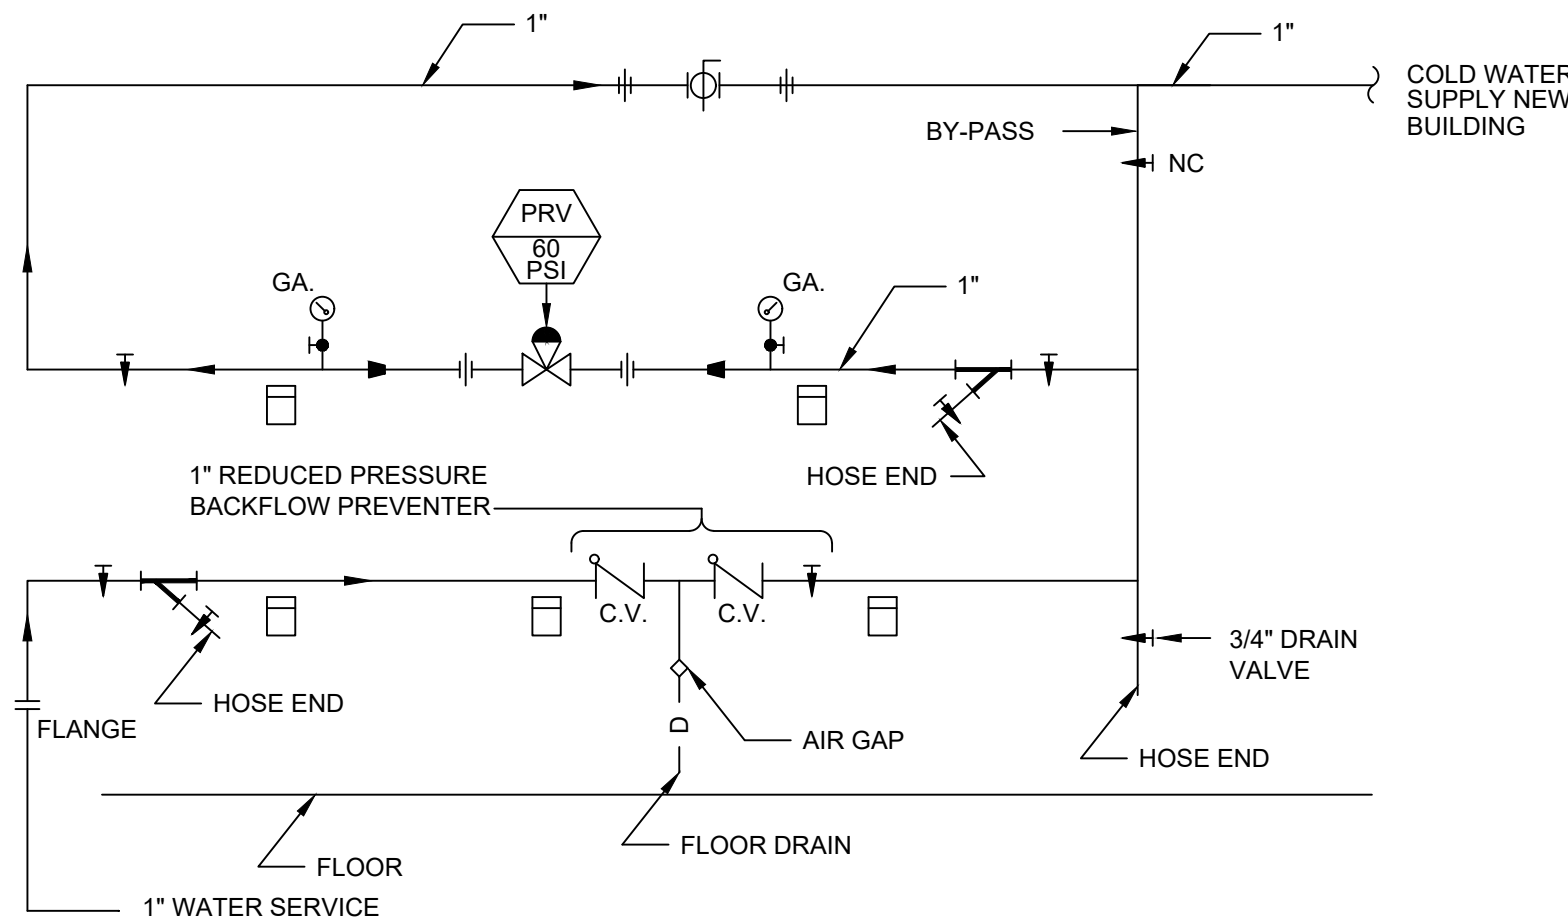 1"
1"
COLD WATER
SUPPLY NEW
BUILDING
BY-PASS
NC
PRV
60
PSI
GA.
GA.
1"
1" REDUCED PRESSURE
BACKFLOW PREVENTER
HOSE END
C.V.
C.V.
3/4" DRAIN
VALVE
HOSE END
FLANGE
D
AIR GAP
HOSE END
FLOOR DRAIN
FLOOR
1" WATER SERVICE